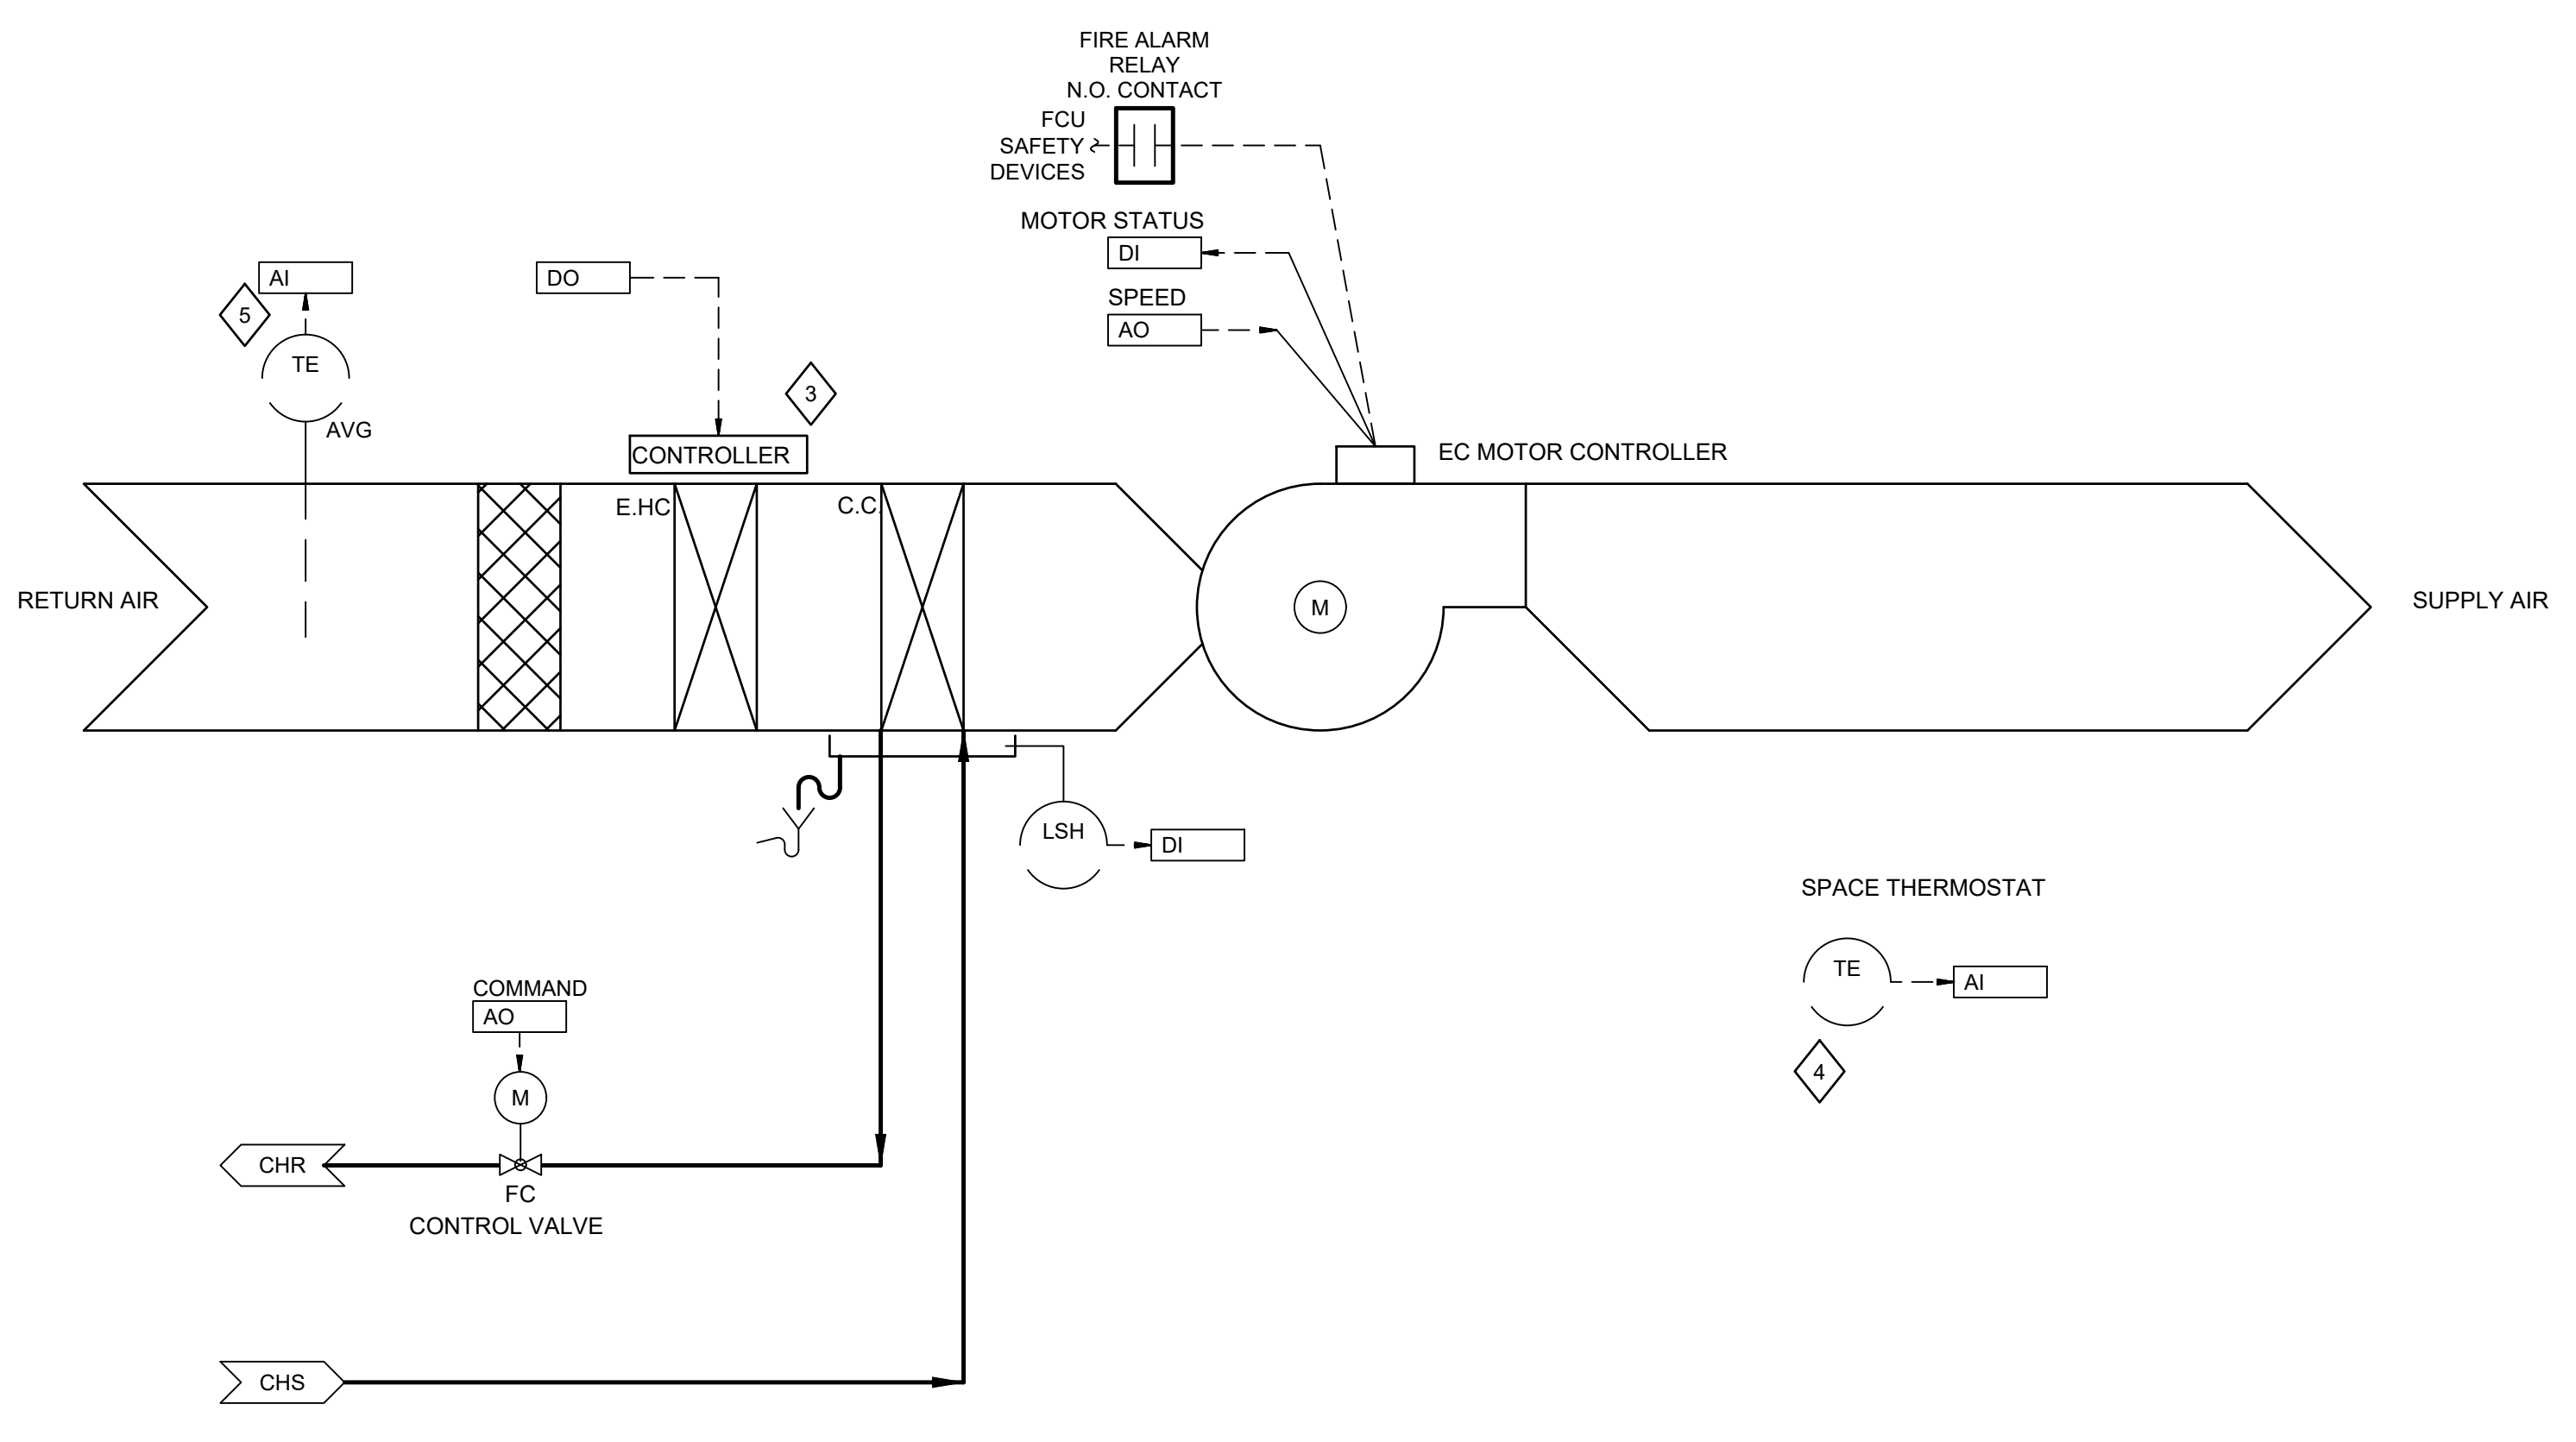 FIRE ALARM
RELAY
N.O. CONTACT
FCU
SAFETY
DEVICES
MOTOR STATUS
DI
SPEED
AO
AI
5
TE
AVG
DO
3
CONTROLLER
EC MOTOR CONTROLLER
E.HC
C.C.
RETURN AIR
M
SUPPLY AIR
LSH
DI
SPACE THERMOSTAT
TE
AI
4
COMMAND
AO
M
CHR
FC
CONTROL VALVE
CHS